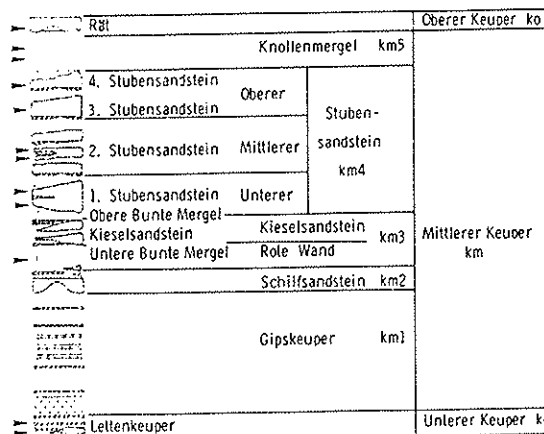 Rät Oberer Keuper ko
Knollenmergel km5
4. Stubensandstein
Oberer
3. Stubensandstein
Stuben-
sandstein
km4
2. Stubensandstein Mittlerer
1. Stubensandstein Unterer
Obere Bunte Mergel
Kieselsandstein Kieselsandstein
km3
Untere Bunte Mergel Role Wand
Mittlerer Keuper
km
Schilfsandstein km2
Gipskeuper km1
Lettenkeuper Unterer Keuper k